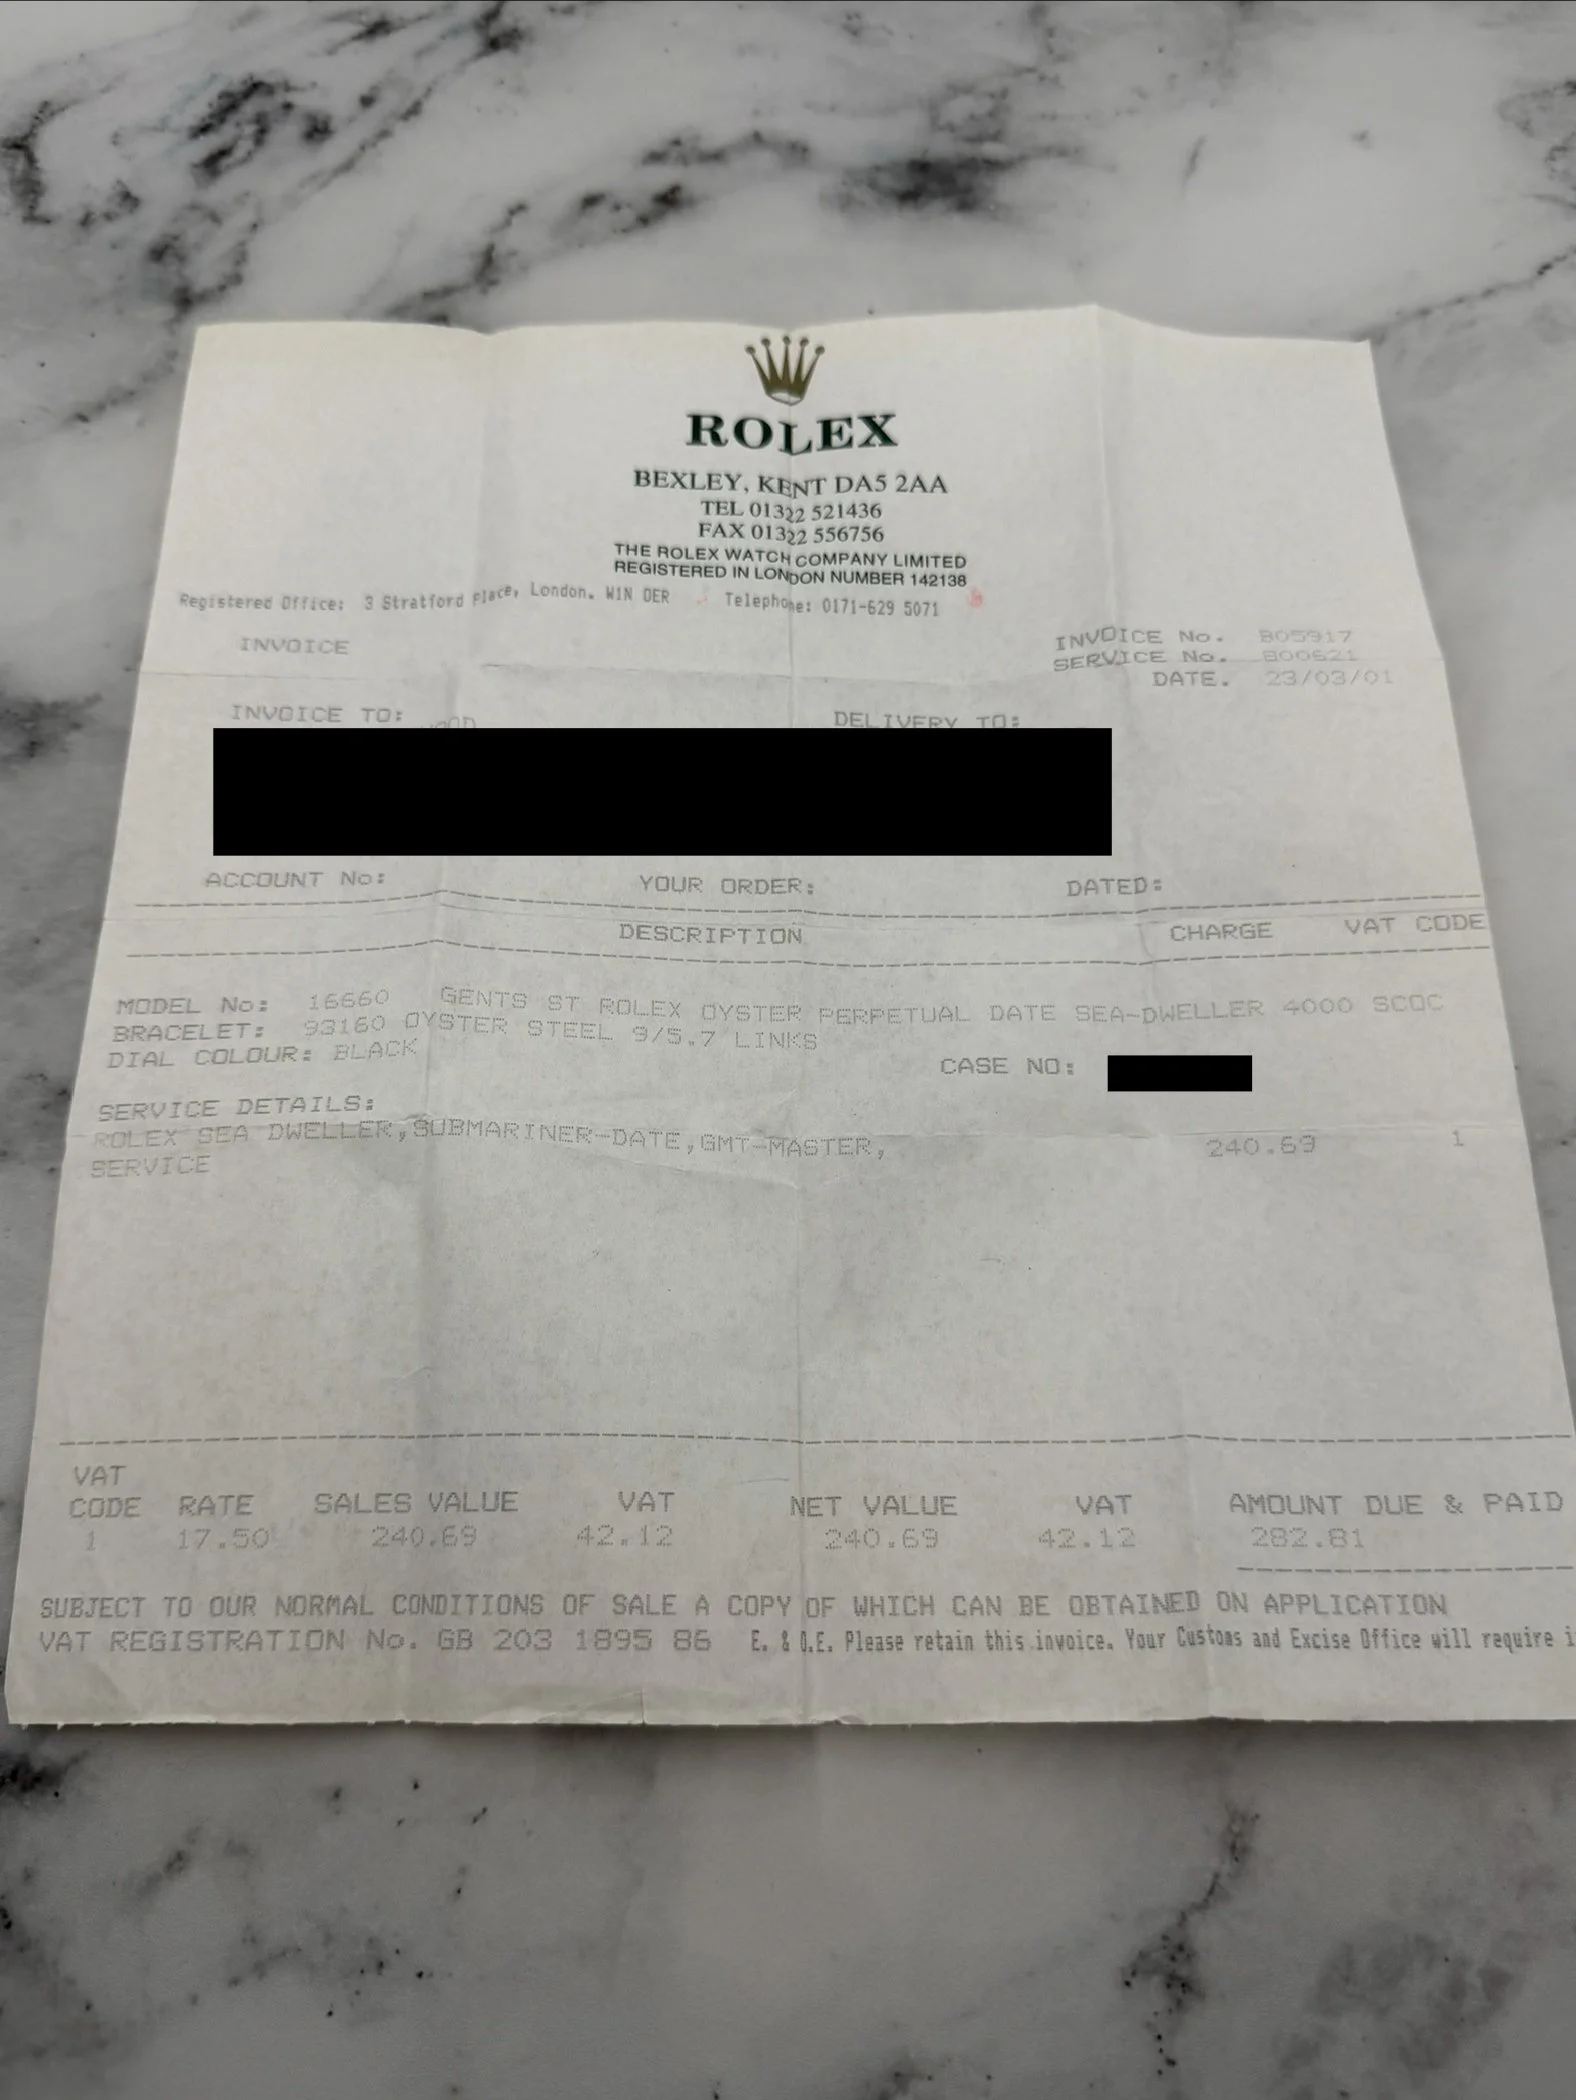 ROLEX
BEXLEY, KENT DA5 2AA
TEL 01322 521436
FAX 01322 556756
THE ROLEX WATCH COMPANY LIMITED
REGISTERED IN LONDON NUMBER 142138
Registered Office: 3 Stratford Place, London. W1N 0ER Telephone: 0171-629 5071
INVOICE
INVOICE No. B05917
SERVICE No. B00621
DATE. 23/03/01
INVOICE TO: DELIVERY TO:
ACCOUNT No: YOUR ORDER: DATED:
DESCRIPTION CHARGE VAT CODE
MODEL No: 16660 GENTS ST ROLEX OYSTER PERPETUAL DATE SEA-DWELLER 4000 SCOC
BRACELET: 93160 OYSTER STEEL 9/5.7 LINKS
DIAL COLOUR: BLACK
CASE NO:
SERVICE DETAILS:
ROLEX SEA DWELLER,SUBMARINER-DATE,GMT-MASTER, 240.69 1
SERVICE
VAT
CODE RATE SALES VALUE VAT NET VALUE VAT AMOUNT DUE & PAID
1 17.50 240.69 42.12 240.69 42.12 282.81
SUBJECT TO OUR NORMAL CONDITIONS OF SALE A COPY OF WHICH CAN BE OBTAINED ON APPLICATION
VAT REGISTRATION No. GB 203 1895 86 E. & O.E. Please retain this invoice. Your Customs and Excise Office will require